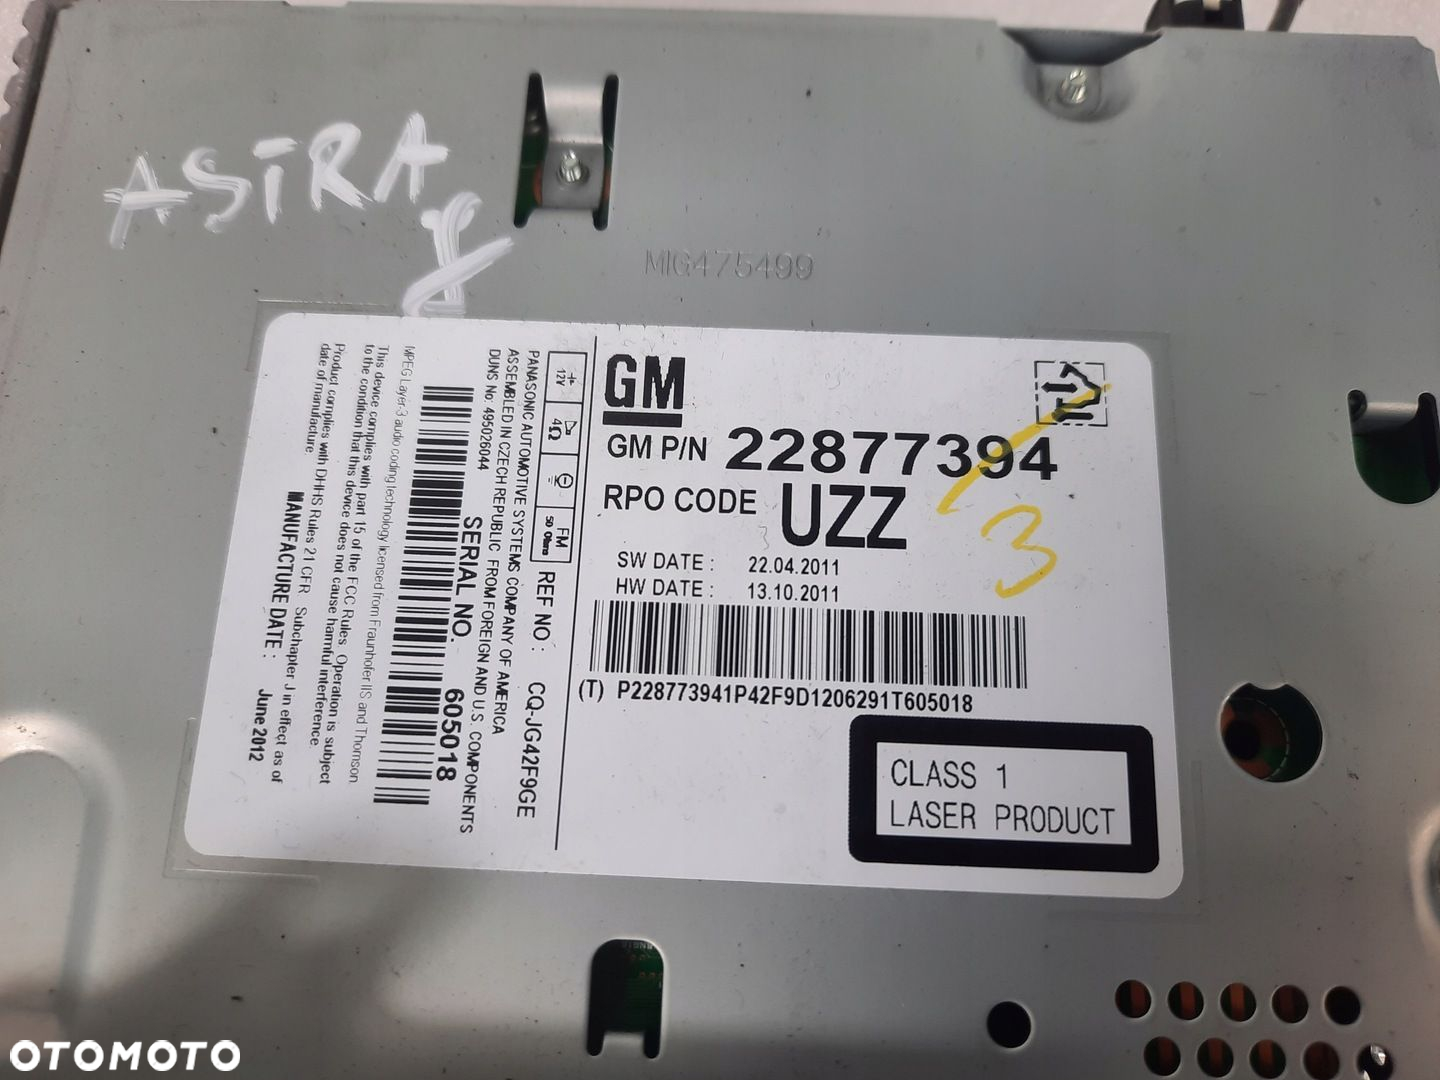 ASTRA
MIG475499
GM
GM P/N 22877394
RPO CODE UZZ
3
SW DATE : 22.04.2011
HW DATE : 13.10.2011
(T) P228773941P42F9D1206291T605018
CLASS 1
LASER PRODUCT
12V
4Ω
FM
50 Ohms
REF NO : CQ-JG42F9GE
PANASONIC AUTOMOTIVE SYSTEMS COMPANY OF AMERICA
ASSEMBLED IN CZECH REPUBLIC FROM FOREIGN AND U.S. COMPONENTS
DUNS No: 495026044
SERIAL NO. 605018
MPEG Layer-3 audio coding technology licensed from Fraunhofer IIS and Thomson
This device complies with part 15 of the FCC Rules. Operation is subject
to the condition that this device does not cause harmful interference.
Product complies with DHHS Rules 21 CFR Subchapter J in effect as of
date of manufacture.
MANUFACTURE DATE : June 2012
OTOMOTO